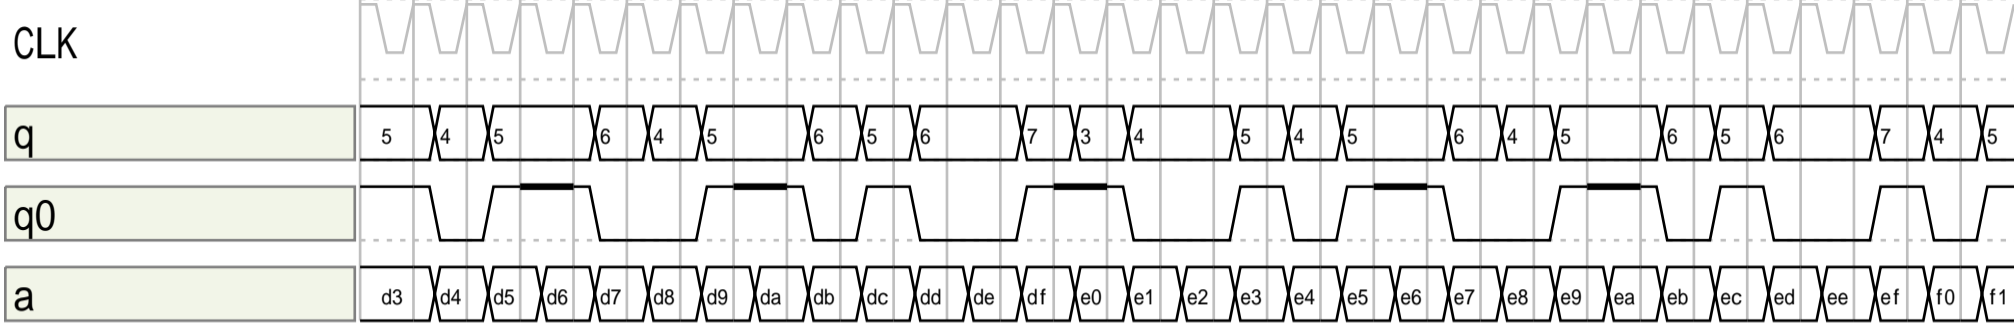 CLK
q 5 4 5 6 4 5 6 5 6 7 3 4 5 4 5 6 4 5 6 5 6 7 4 5
q0
a d3 d4 d5 d6 d7 d8 d9 da db dc dd de df e0 e1 e2 e3 e4 e5 e6 e7 e8 e9 ea eb ec ed ee ef f0 f1